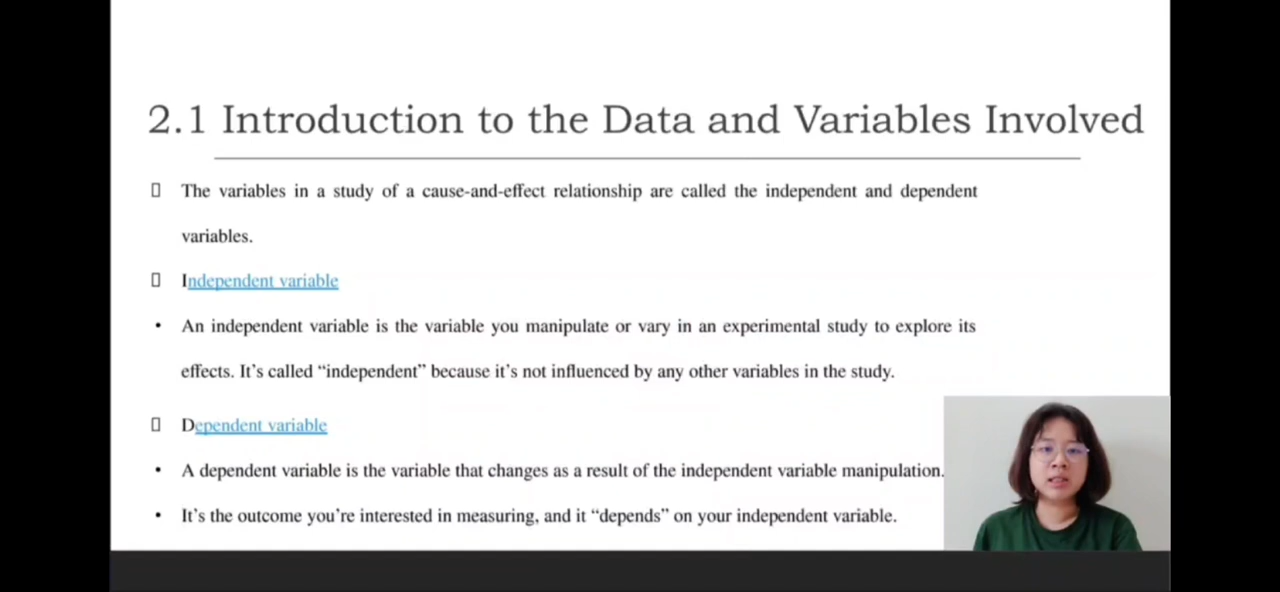 2.1 Introduction to the Data and Variables Involved
The variables in a study of a cause-and-effect relationship are called the independent and dependent
variables.
Independent variable
• An independent variable is the variable you manipulate or vary in an experimental study to explore its
effects. It’s called “independent” because it’s not influenced by any other variables in the study.
Dependent variable
• A dependent variable is the variable that changes as a result of the independent variable manipulation.
• It’s the outcome you’re interested in measuring, and it “depends” on your independent variable.